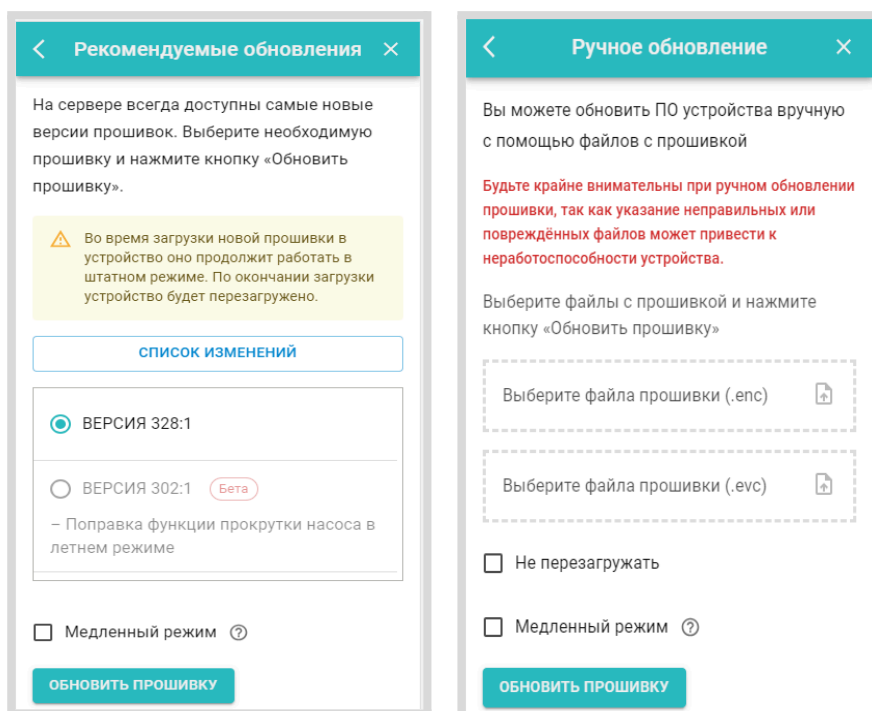 Рекомендуемые обновления
На сервере всегда доступны самые новые
версии прошивок. Выберите необходимую
прошивку и нажмите кнопку «Обновить
прошивку».
Во время загрузки новой прошивки в
устройство оно продолжит работать в
штатном режиме. По окончании загрузки
устройство будет перезагружено.
СПИСОК ИЗМЕНЕНИЙ
ВЕРСИЯ 328:1
ВЕРСИЯ 302:1 Бета
– Поправка функции прокрутки насоса в
летнем режиме
Медленный режим ?
ОБНОВИТЬ ПРОШИВКУ
Ручное обновление
Вы можете обновить ПО устройства вручную
с помощью файлов с прошивкой
Будьте крайне внимательны при ручном обновлении
прошивки, так как указание неправильных или
повреждённых файлов может привести к
неработоспособности устройства.
Выберите файлы с прошивкой и нажмите
кнопку «Обновить прошивку»
Выберите файла прошивки (.enc)
Выберите файла прошивки (.evc)
Не перезагружать
Медленный режим ?
ОБНОВИТЬ ПРОШИВКУ